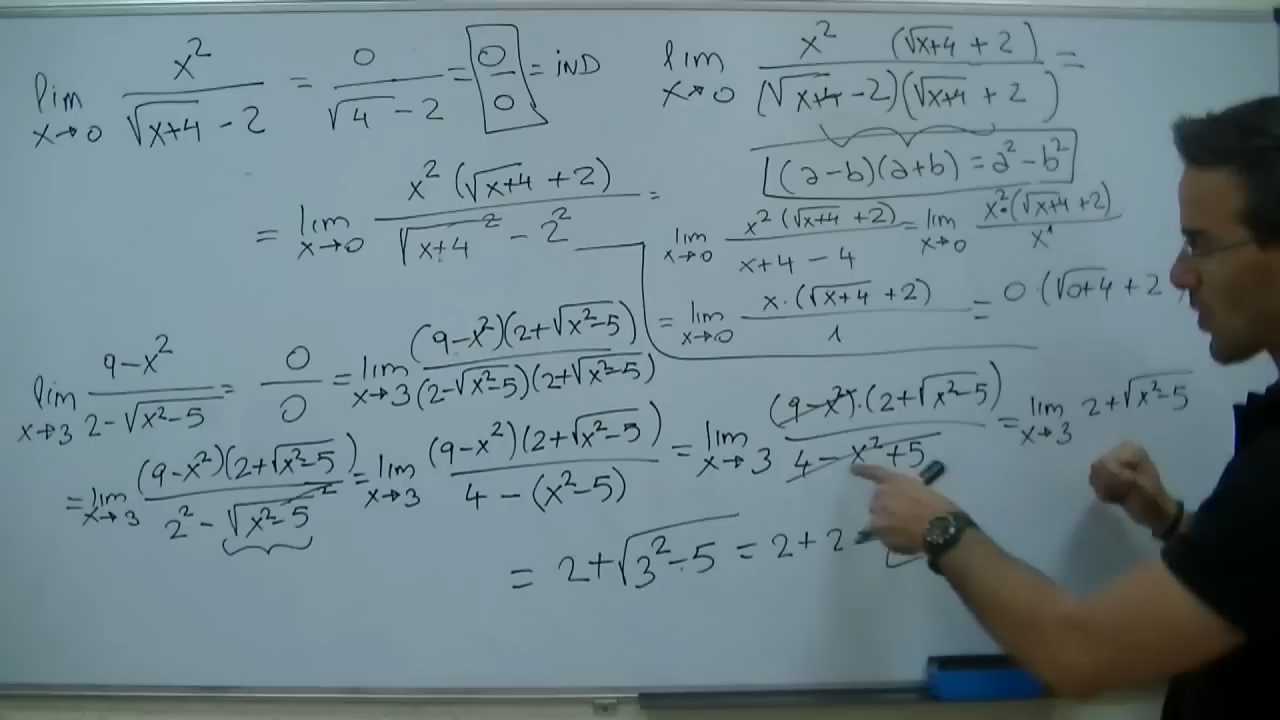 lim x→0 x²/(√(x+4) - 2) = 0/(√4 - 2) = 0/0 = IND
lim x→0 x² (√(x+4) + 2)/((√(x+4) - 2)(√(x+4) + 2)) =
(a-b)(a+b) = a² - b²
= lim x→0 x² (√(x+4) + 2)/(√(x+4)² - 2²) =
lim x→0 x² (√(x+4) + 2)/(x+4 - 4) = lim x→0 x²·(√(x+4) + 2)/x¹
= lim x→0 x·(√(x+4) + 2)/1 = 0·(√(0+4) + 2
lim x→3 (9-x²)/(2-√(x²-5)) = 0/0 = lim x→3 (9-x²)(2+√(x²-5))/((2-√(x²-5))(2+√(x²-5)))
= lim x→3 (9-x²)(2+√(x²-5))/(2² - √(x²-5)²) = lim x→3 (9-x²)(2+√(x²-5))/(4 - (x²-5)) = lim x→3 (9-x²)·(2+√(x²-5))/(4-x²+5) = lim x→3 2+√(x²-5)
= 2+√(3²-5) = 2+2